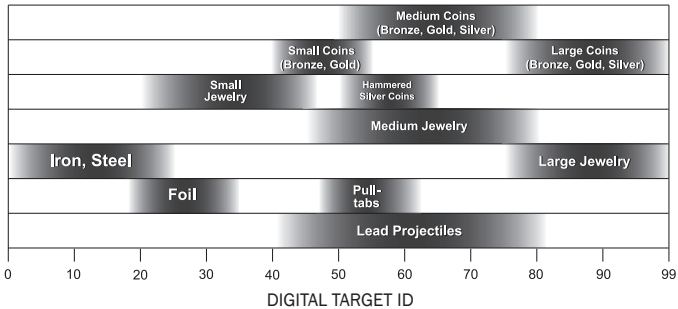 Medium Coins
(Bronze, Gold, Silver)
Small Coins
(Bronze, Gold)
Large Coins
(Bronze, Gold, Silver)
Small
Jewelry
Hammered
Silver Coins
Medium Jewelry
Iron, Steel
Large Jewelry
Foil
Pull-
tabs
Lead Projectiles
0 10 20 30 40 50 60 70 80 90 99
DIGITAL TARGET ID